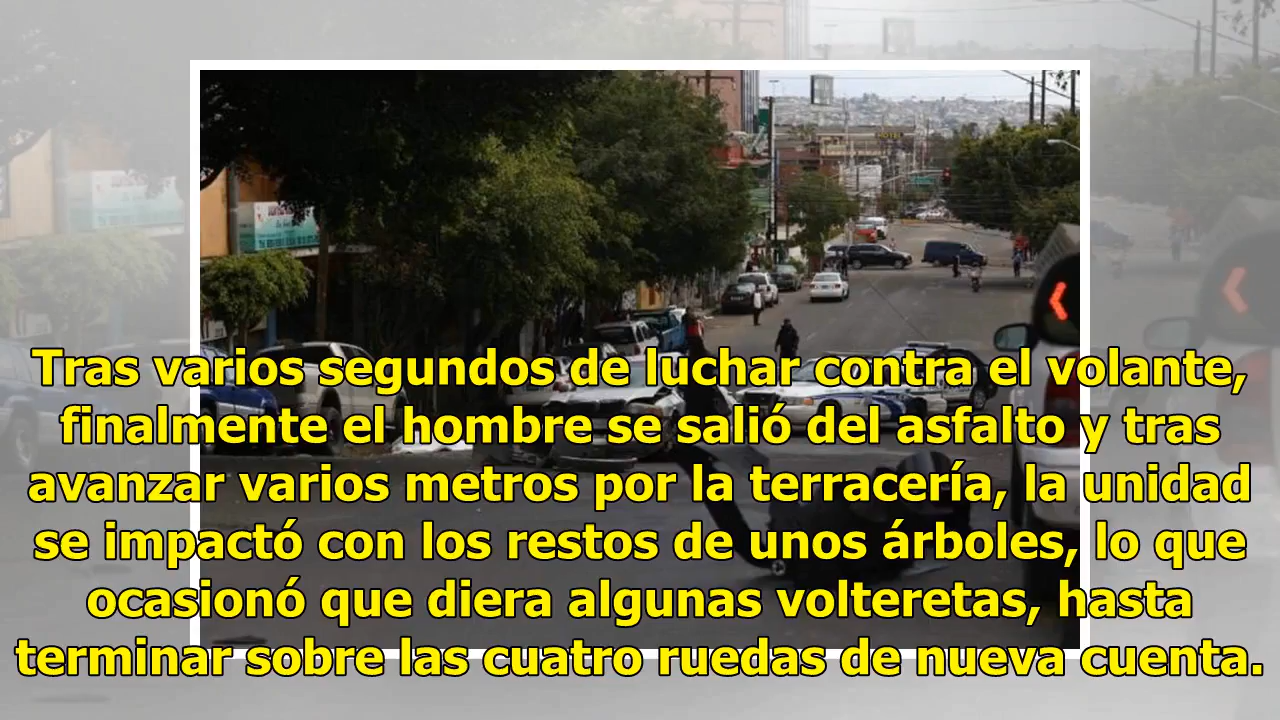 Tras varios segundos de luchar contra el volante,
finalmente el hombre se salió del asfalto y tras
avanzar varios metros por la terracería, la unidad
se impactó con los restos de unos árboles, lo que
ocasionó que diera algunas volteretas, hasta
terminar sobre las cuatro ruedas de nueva cuenta.